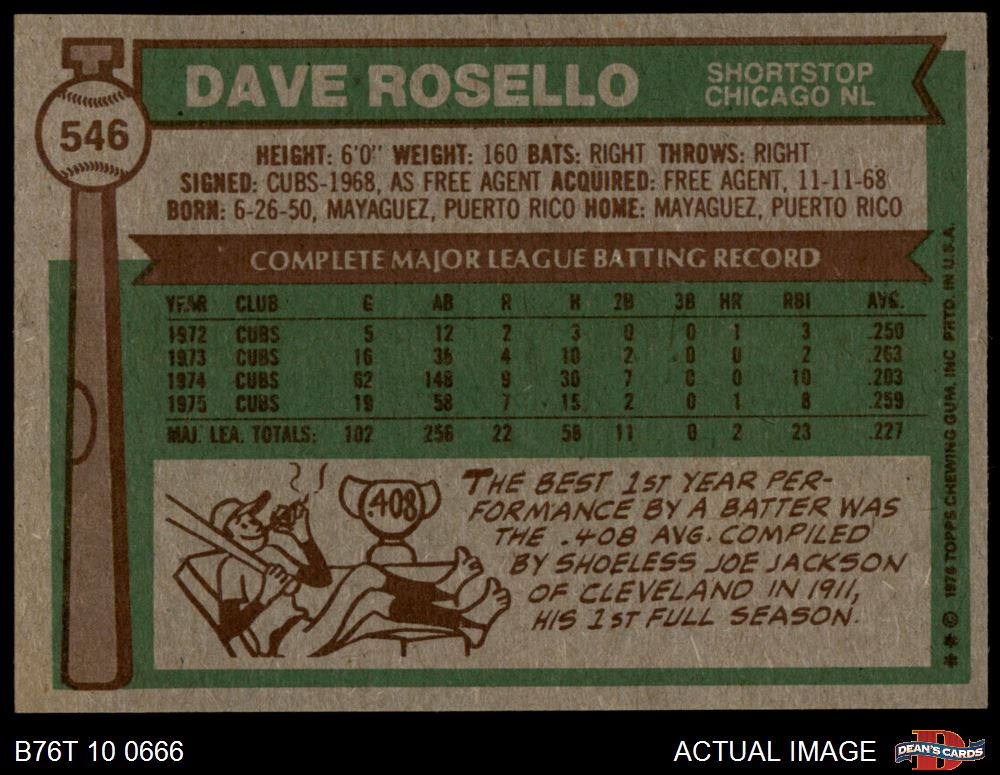 546
DAVE ROSELLO
SHORTSTOP
CHICAGO NL
HEIGHT: 6'0" WEIGHT: 160 BATS: RIGHT THROWS: RIGHT
SIGNED: CUBS-1968, AS FREE AGENT ACQUIRED: FREE AGENT, 11-11-68
BORN: 6-26-50, MAYAGUEZ, PUERTO RICO HOME: MAYAGUEZ, PUERTO RICO
COMPLETE MAJOR LEAGUE BATTING RECORD
YEAR CLUB G AB R H 2B 3B HR RBI AVG.
1972 CUBS 5 12 2 3 0 0 1 3 .250
1973 CUBS 16 38 4 10 2 0 0 2 .263
1974 CUBS 62 148 9 30 7 0 0 10 .203
1975 CUBS 19 58 7 15 2 0 1 8 .259
MAJ. LEA. TOTALS: 102 256 22 58 11 0 2 23 .227
.408
THE BEST 1ST YEAR PER-
FORMANCE BY A BATTER WAS
THE .408 AVG. COMPILED
BY SHOELESS JOE JACKSON
OF CLEVELAND IN 1911,
HIS 1ST FULL SEASON.
** © 1976 TOPPS CHEWING GUM, INC PRTD. IN U.S.A.
B76T 10 0666
ACTUAL IMAGE
D
DEAN'S CARDS